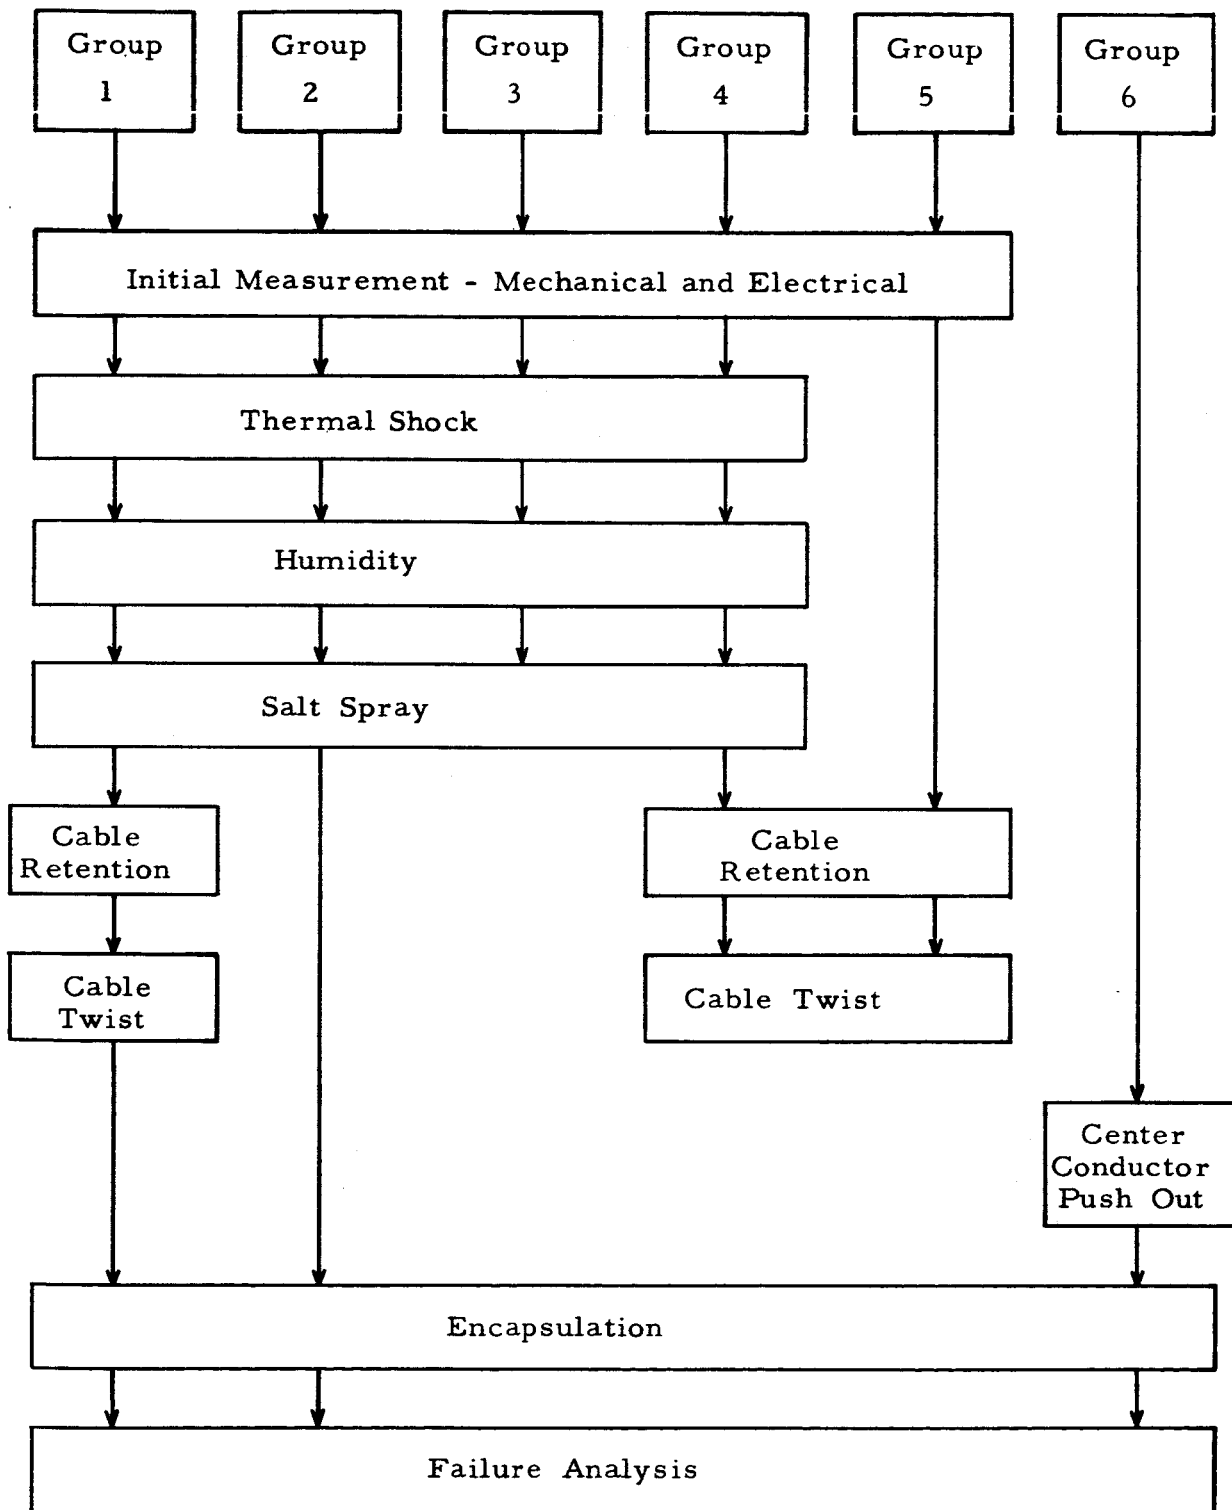 Group
1
Group
2
Group
3
Group
4
Group
5
Group
6
Initial Measurement - Mechanical and Electrical
Thermal Shock
Humidity
Salt Spray
Cable
Retention
Cable
Retention
Cable
Twist
Cable Twist
Center
Conductor
Push Out
Encapsulation
Failure Analysis